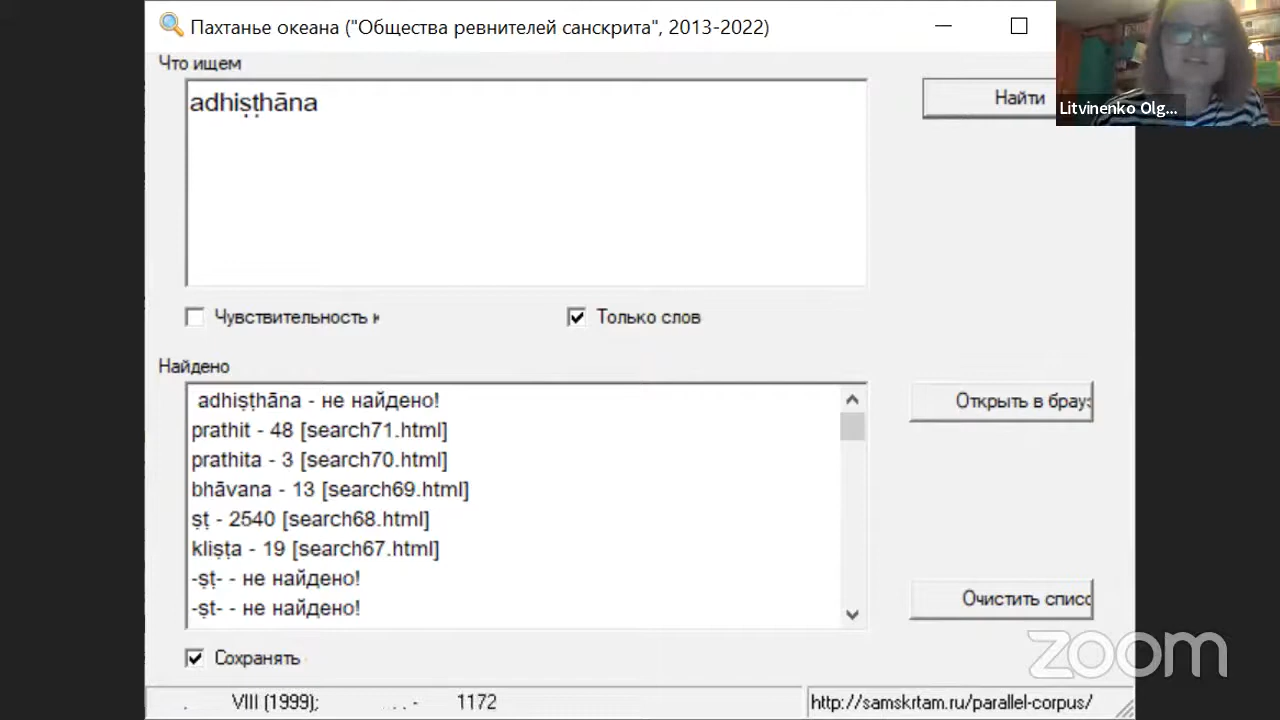 Пахтанье океана ("Общества ревнителей санскрита", 2013-2022)
Что ищем
adhiṣṭhāna
Найти
Litvinenko Olg...
Чувствительность к
Только слов
Найдено
adhiṣṭhāna - не найдено!
prathit - 48 [search71.html]
prathita - 3 [search70.html]
bhāvana - 13 [search69.html]
ṣṭ - 2540 [search68.html]
kliṣṭa - 19 [search67.html]
-ṣṭ- - не найдено!
-ṣt- - не найдено!
Открыть в брауз
Очистить списо
Сохранять
zoom
. VIII (1999); . . . - 1172
http://samskrtam.ru/parallel-corpus/